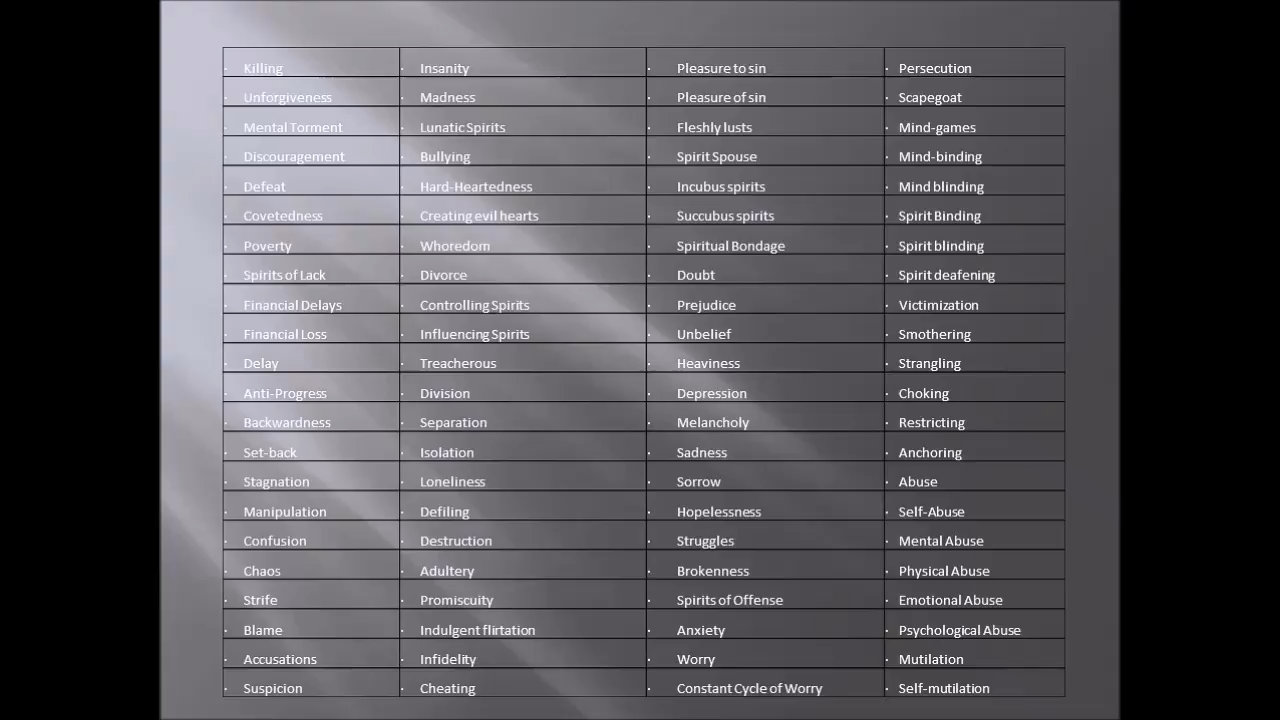 · Killing · Insanity · Pleasure to sin · Persecution
· Unforgiveness · Madness · Pleasure of sin · Scapegoat
· Mental Torment · Lunatic Spirits · Fleshly lusts · Mind-games
· Discouragement · Bullying · Spirit Spouse · Mind-binding
· Defeat · Hard-Heartedness · Incubus spirits · Mind blinding
· Covetedness · Creating evil hearts · Succubus spirits · Spirit Binding
· Poverty · Whoredom · Spiritual Bondage · Spirit blinding
· Spirits of Lack · Divorce · Doubt · Spirit deafening
· Financial Delays · Controlling Spirits · Prejudice · Victimization
· Financial Loss · Influencing Spirits · Unbelief · Smothering
· Delay · Treacherous · Heaviness · Strangling
· Anti-Progress · Division · Depression · Choking
· Backwardness · Separation · Melancholy · Restricting
· Set-back · Isolation · Sadness · Anchoring
· Stagnation · Loneliness · Sorrow · Abuse
· Manipulation · Defiling · Hopelessness · Self-Abuse
· Confusion · Destruction · Struggles · Mental Abuse
· Chaos · Adultery · Brokenness · Physical Abuse
· Strife · Promiscuity · Spirits of Offense · Emotional Abuse
· Blame · Indulgent flirtation · Anxiety · Psychological Abuse
· Accusations · Infidelity · Worry · Mutilation
· Suspicion · Cheating · Constant Cycle of Worry · Self-mutilation